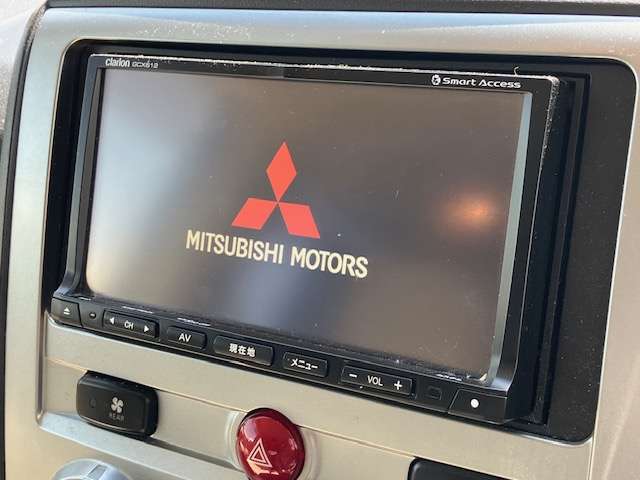 Clarion GCX612
Smart Access
MITSUBISHI MOTORS
CH
AV
現在地
メニュー
− VOL +
REAR